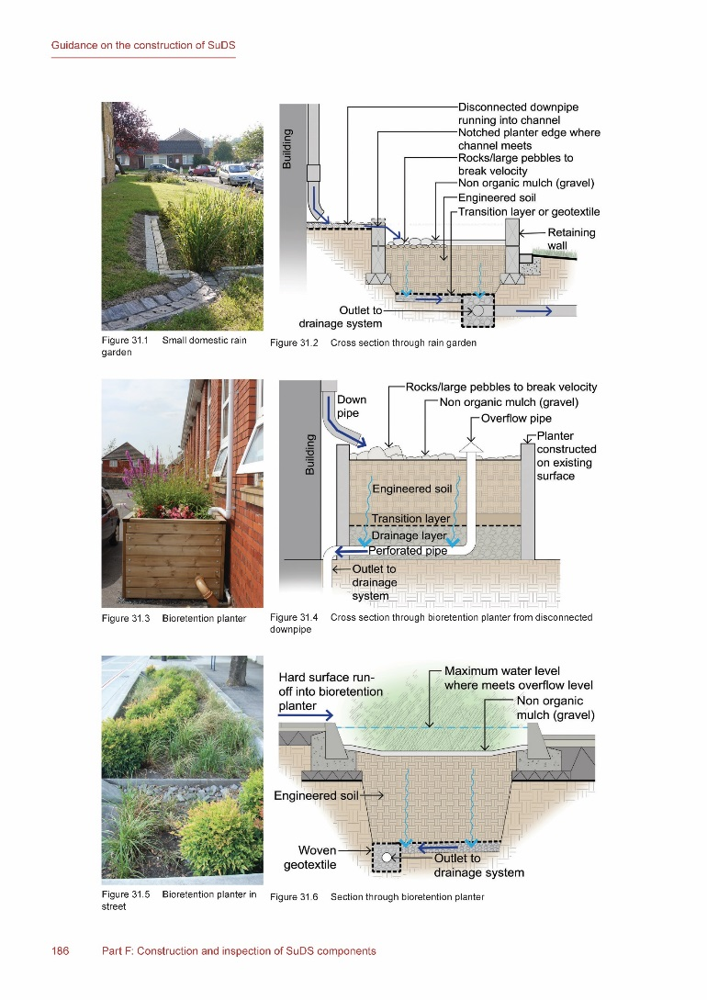 Guidance on the construction of SuDS
Building
Disconnected downpipe
running into channel
Notched planter edge where
channel meets
Rocks/large pebbles to
break velocity
Non organic mulch (gravel)
Engineered soil
Transition layer or geotextile
Retaining
wall
Outlet to
drainage system
Figure 31.1 Small domestic rain
garden
Figure 31.2 Cross section through rain garden
Building
Down
pipe
Rocks/large pebbles to break velocity
Non organic mulch (gravel)
Overflow pipe
Planter
constructed
on existing
surface
Engineered soil
Transition layer
Drainage layer
Perforated pipe
Outlet to
drainage
system
Figure 31.3 Bioretention planter
Figure 31.4 Cross section through bioretention planter from disconnected
downpipe
Hard surface run-
off into bioretention
planter
Maximum water level
where meets overflow level
Non organic
mulch (gravel)
Engineered soil
Woven
geotextile
Outlet to
drainage system
Figure 31.5 Bioretention planter in
street
Figure 31.6 Section through bioretention planter
186 Part F: Construction and inspection of SuDS components